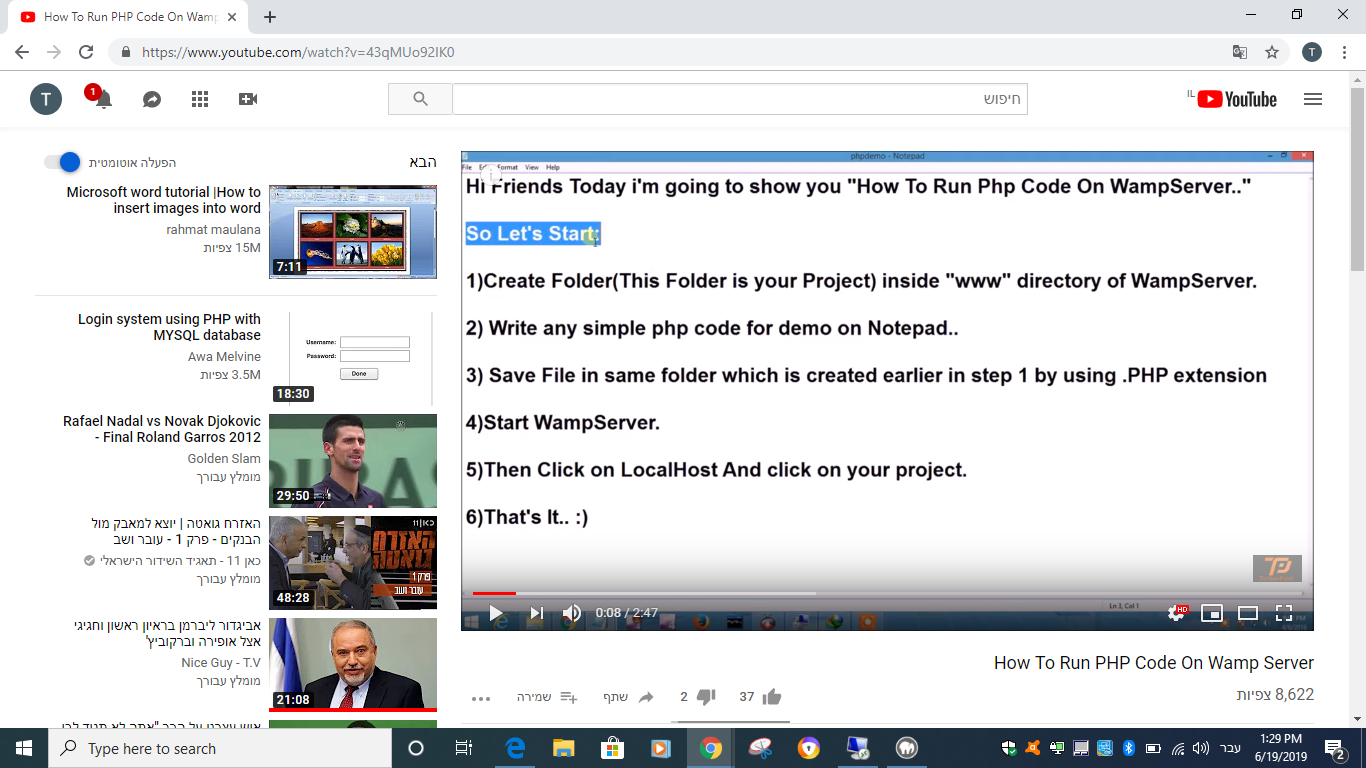 How To Run PHP Code On Wamp
https://www.youtube.com/watch?v=43qMUo92IK0
T
T
1
חיפוש
IL
YouTube
הבא
הפעלה אוטומטית
Microsoft word tutorial |How to
insert images into word
rahmat maulana
15M צפיות
7:11
Login system using PHP with
MYSQL database
Awa Melvine
3.5M צפיות
Username:
Password:
Done
18:30
Rafael Nadal vs Novak Djokovic
- Final Roland Garros 2012
Golden Slam
מומלץ עבורך
29:50
האזרח גואטה | יוצא למאבק מול
הבנקים - פרק 1 - עובר ושב
כאן 11 - תאגיד השידור הישראלי
מומלץ עבורך
כאן 11
האזרח
גואטה
פרק 1
עובר ושב
48:28
אביגדור ליברמן בראיון ראשון וחגיגי
אצל אופירה וברקוביץ'
Nice Guy - T.V
מומלץ עבורך
21:08
phpdemo - Notepad
File Format View Help
Hi Friends Today i'm going to show you "How To Run Php Code On WampServer.."
So Let's Start:
1)Create Folder(This Folder is your Project) inside "www" directory of WampServer.
2) Write any simple php code for demo on Notepad..
3) Save File in same folder which is created earlier in step 1 by using .PHP extension
4)Start WampServer.
5)Then Click on LocalHost And click on your project.
6)That's It.. :)
Ln 3, Col 1
0:08 / 2:47
HD
How To Run PHP Code On Wamp Server
8,622 צפיות
37
2
שתף
שמירה
Type here to search
עבר
1:29 PM
6/19/2019
2